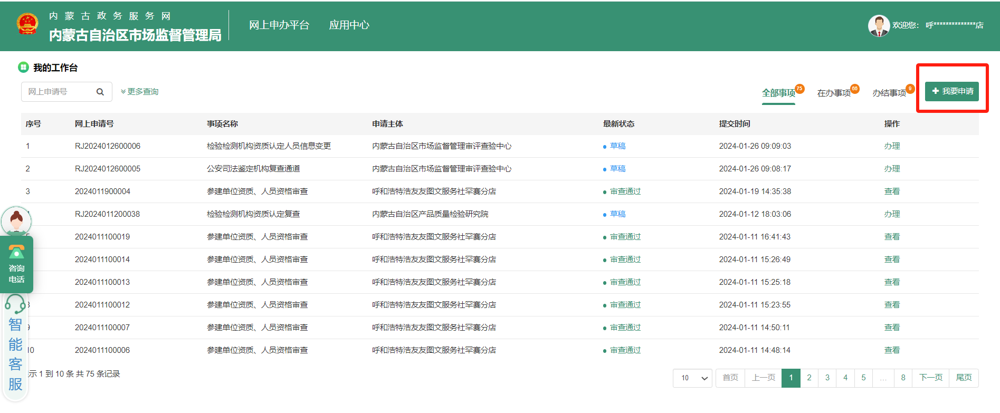 内蒙古政务服务网
内蒙古自治区市场监督管理局
网上申办平台 应用中心
欢迎您: 呼**************店
我的工作台
网上申请号
更多查询
全部事项 75 在办事项 66 办结事项 9
我要申请
序号 网上申请号 事项名称 申请主体 最新状态 提交时间 操作
1 RJ2024012600006 检验检测机构资质认定人员信息变更 内蒙古自治区市场监督管理审评查验中心 草稿 2024-01-26 09:09:03 办理
2 RJ2024012600005 公安司法鉴定机构复查通道 内蒙古自治区市场监督管理审评查验中心 草稿 2024-01-26 09:08:17 办理
3 2024011900004 参建单位资质、人员资格审查 呼和浩特浩友友图文服务社罕赛分店 审查通过 2024-01-19 14:35:38 查看
RJ2024011200038 检验检测机构资质认定复查 内蒙古自治区产品质量检验研究院 草稿 2024-01-12 18:03:06 办理
2024011100019 参建单位资质、人员资格审查 呼和浩特浩友友图文服务社罕赛分店 审查通过 2024-01-11 16:41:43 查看
2024011100014 参建单位资质、人员资格审查 呼和浩特浩友友图文服务社罕赛分店 审查通过 2024-01-11 15:26:49 查看
2024011100013 参建单位资质、人员资格审查 呼和浩特浩友友图文服务社罕赛分店 审查通过 2024-01-11 15:25:18 查看
8 2024011100012 参建单位资质、人员资格审查 呼和浩特浩友友图文服务社罕赛分店 审查通过 2024-01-11 15:23:55 查看
9 2024011100007 参建单位资质、人员资格审查 呼和浩特浩友友图文服务社罕赛分店 审查通过 2024-01-11 14:50:11 查看
10 2024011100006 参建单位资质、人员资格审查 呼和浩特浩友友图文服务社罕赛分店 审查通过 2024-01-11 14:48:14 查看
示 1 到 10 条 共 75 条记录
10 首页 上一页 1 2 3 4 5 ... 8 下一页 尾页
咨询
电话
智
能
客
服